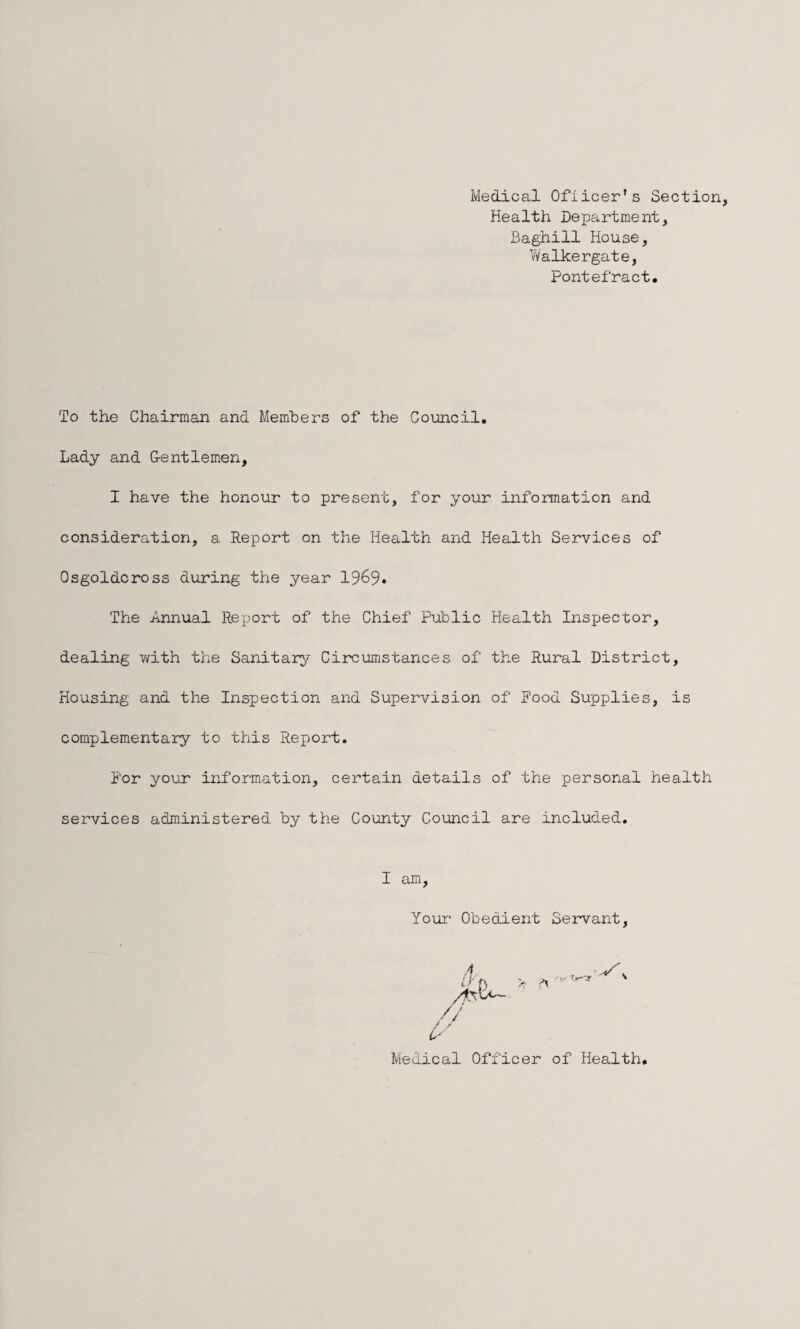 Medical Officer's Section,
Health Department,
Baghill House,
Walkergate,
Pontefract.
To the Chairman and Members of the Council.
Lady and Gentlemen,
I have the honour to present, for your information and
consideration, a Report on the Health and Health Services of
Osgoldcross during the year 1969.
The Annual Report of the Chief Public Health Inspector,
dealing with the Sanitary Circumstances of the Rural District,
Housing and the Inspection and Supervision of Food Supplies, is
complementary to this Report.
For your information, certain details of the personal health
services administered by the County Council are included.
I am,
Your Obedient Servant,
Medical Officer of Health.